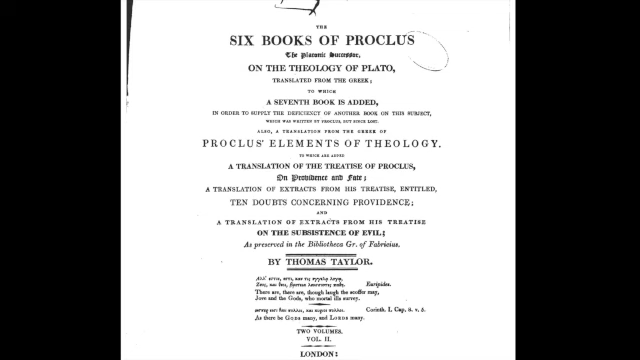 THE
SIX BOOKS OF PROCLUS
The Platonic Successor,
ON THE THEOLOGY OF PLATO,
TRANSLATED FROM THE GREEK;
TO WHICH
A SEVENTH BOOK IS ADDED,
IN ORDER TO SUPPLY THE DEFICIENCY OF ANOTHER BOOK ON THIS SUBJECT,
WHICH WAS WRITTEN BY PROCLUS, BUT SINCE LOST.
ALSO, A TRANSLATION FROM THE GREEK OF
PROCLUS' ELEMENTS OF THEOLOGY.
TO WHICH ARE ADDED
A TRANSLATION OF THE TREATISE OF PROCLUS,
On Providence and Fate;
A TRANSLATION OF EXTRACTS FROM HIS TREATISE, ENTITLED,
TEN DOUBTS CONCERNING PROVIDENCE;
AND
A TRANSLATION OF EXTRACTS FROM HIS TREATISE
ON THE SUBSISTENCE OF EVIL;
As preserved in the Bibliotheca Gr. of Fabricius.
BY THOMAS TAYLOR.
Euripides.
There are, there are, though laugh the scoffer may,
Jove and the Gods, who mortal ills survey.
Corinth. I. Cap. 8. v. 5.
As there be GODS many, and LORDS many.
TWO VOLUMES.
VOL. II.
LONDON: